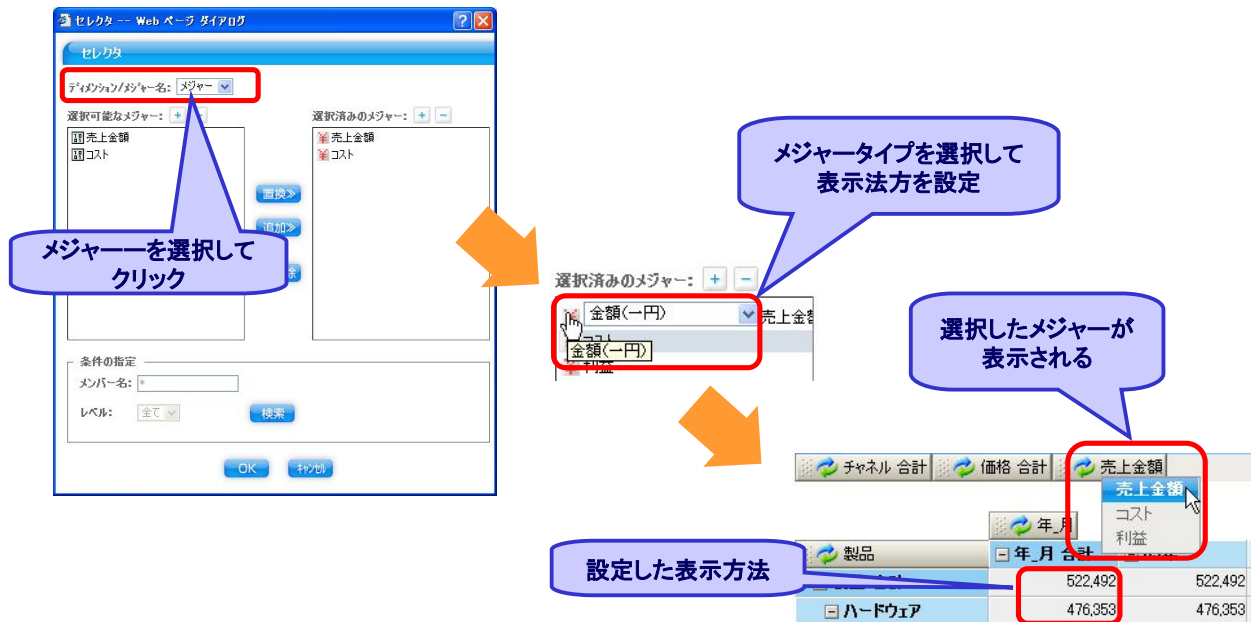 セレクタ -- Web ページ ダイアログ
セレクタ
ディメンション/メジャー名: メジャー
選択可能なメジャー: +
選択済みのメジャー: + −
売上金額
コスト
売上金額
コスト
置換≫
追加≫
除
メジャーーを選択して
クリック
条件の指定
メンバー名: *
レベル: 全て
検索
OK キャンセル
メジャータイプを選択して
表示法方を設定
選択済みのメジャー: + −
金額(一円)
売上金額
金額(一円)
利益
選択したメジャーが
表示される
チャネル 合計 価格 合計 売上金額
売上金額
コスト
利益
年_月
製品 年_月 合計
設定した表示方法
522,492 522,492
ハードウェア 476,353 476,353